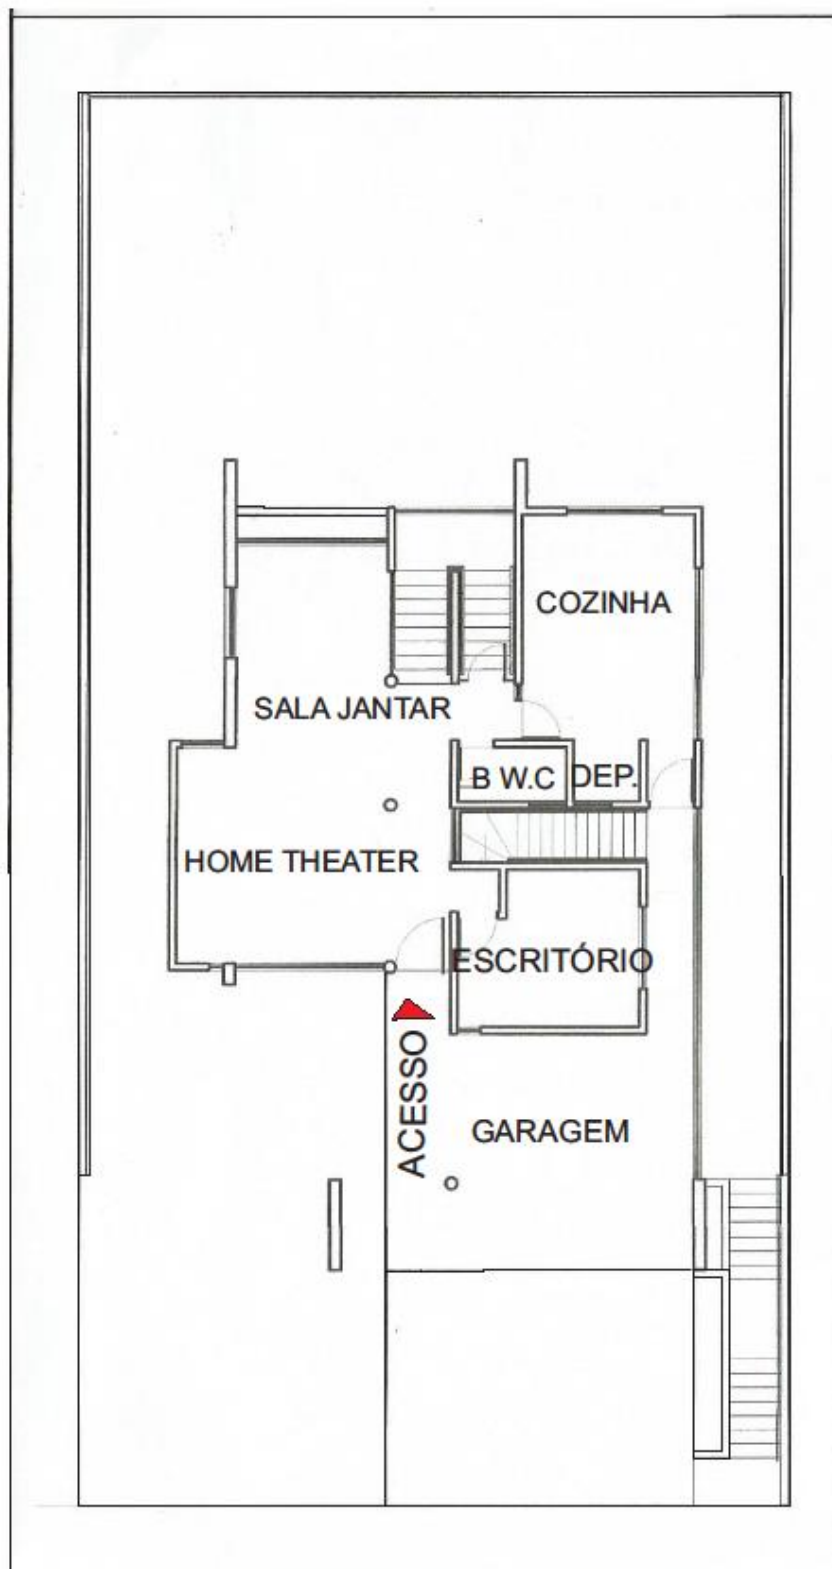 COZINHA
SALA JANTAR
B W.C
DEP.
HOME THEATER
ESCRITÓRIO
ACESSO
GARAGEM